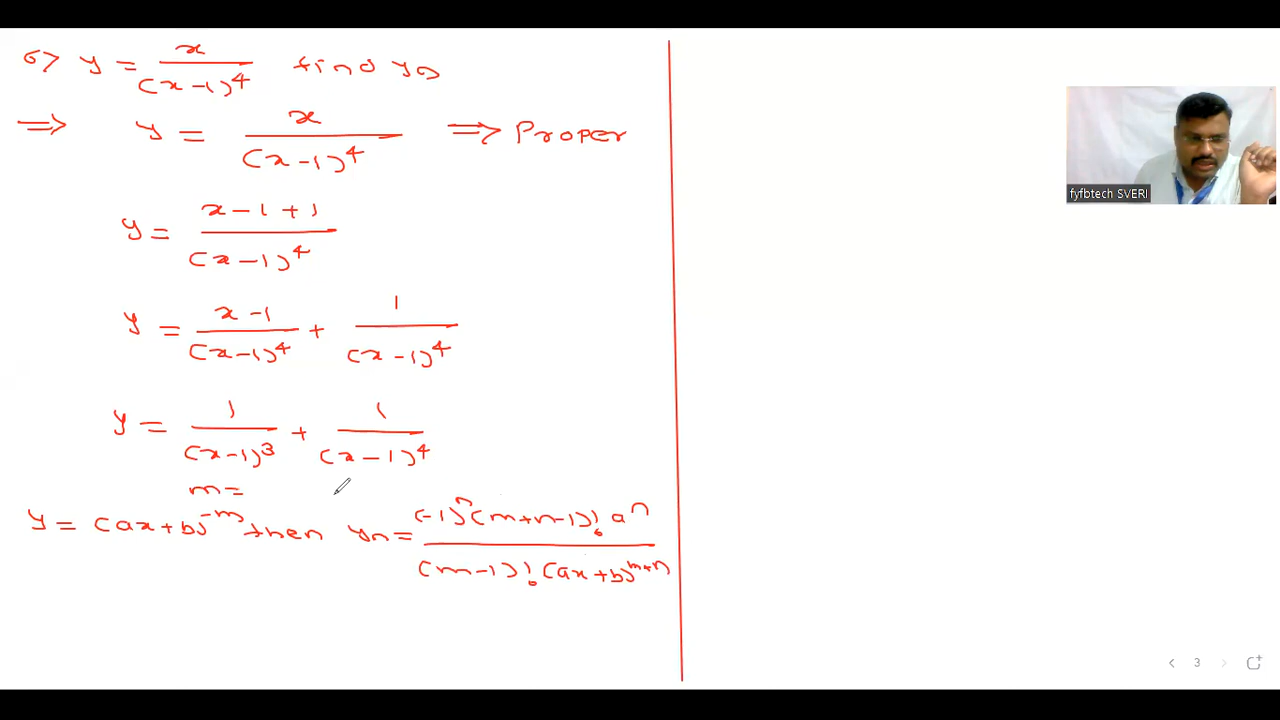 6> y = x/(x-1)^4 find yn
⇒ y = x/(x-1)^4 ⇒ Proper
y = (x-1+1)/(x-1)^4
y = (x-1)/(x-1)^4 + 1/(x-1)^4
y = 1/(x-1)^3 + 1/(x-1)^4
m =
y = (ax+b)^-m then yn = (-1)^n (m+n-1)! a^n / (m-1)! (ax+b)^m+n
fyfbtech SVERI
3